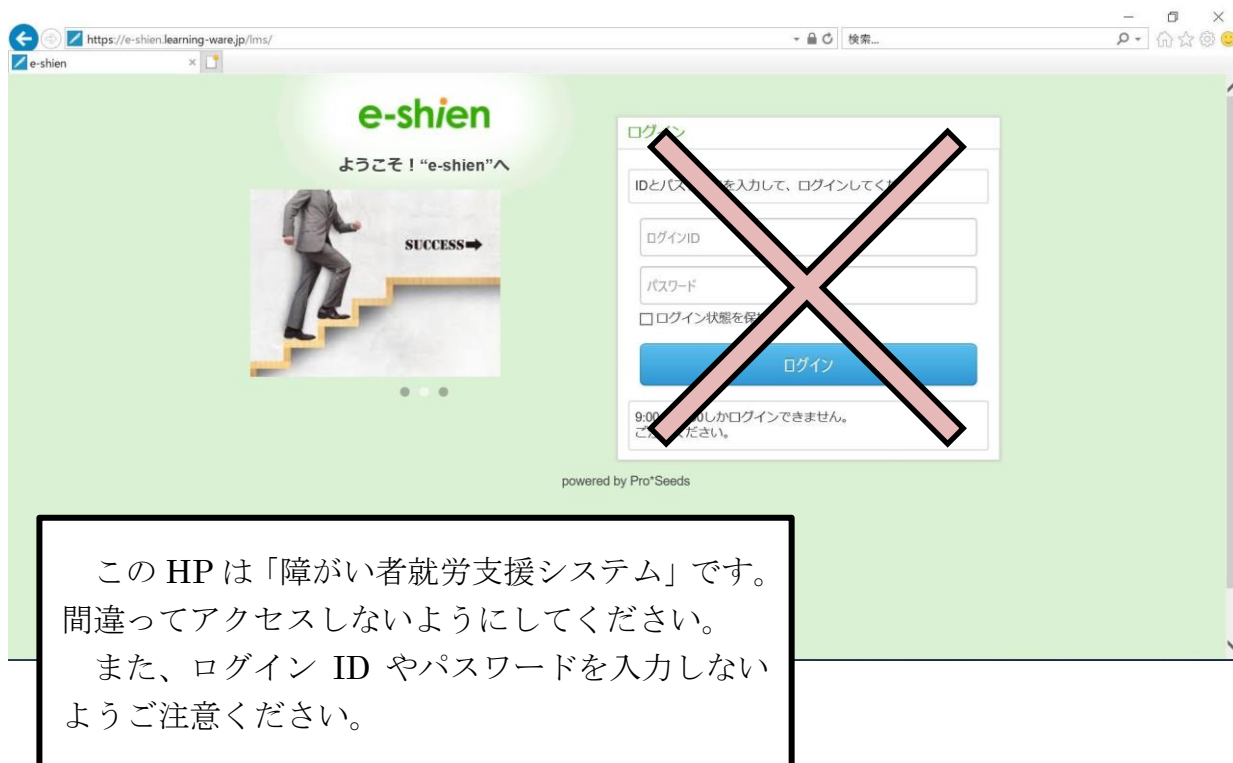 https://e-shien.learning-ware.jp/lms/
検索...
e-shien
e-shien
ようこそ！“e-shien”へ
SUCCESS➡
ログイン
IDとパス を入力して、ログインしてく
ログインID
パスワード
ログイン状態を保
ログイン
9:00 しかログインできません。
ください。
powered by Pro*Seeds
このHPは「障がい者就労支援システム」です。
間違ってアクセスしないようにしてください。
また、ログイン ID やパスワードを入力しない
ようご注意ください。